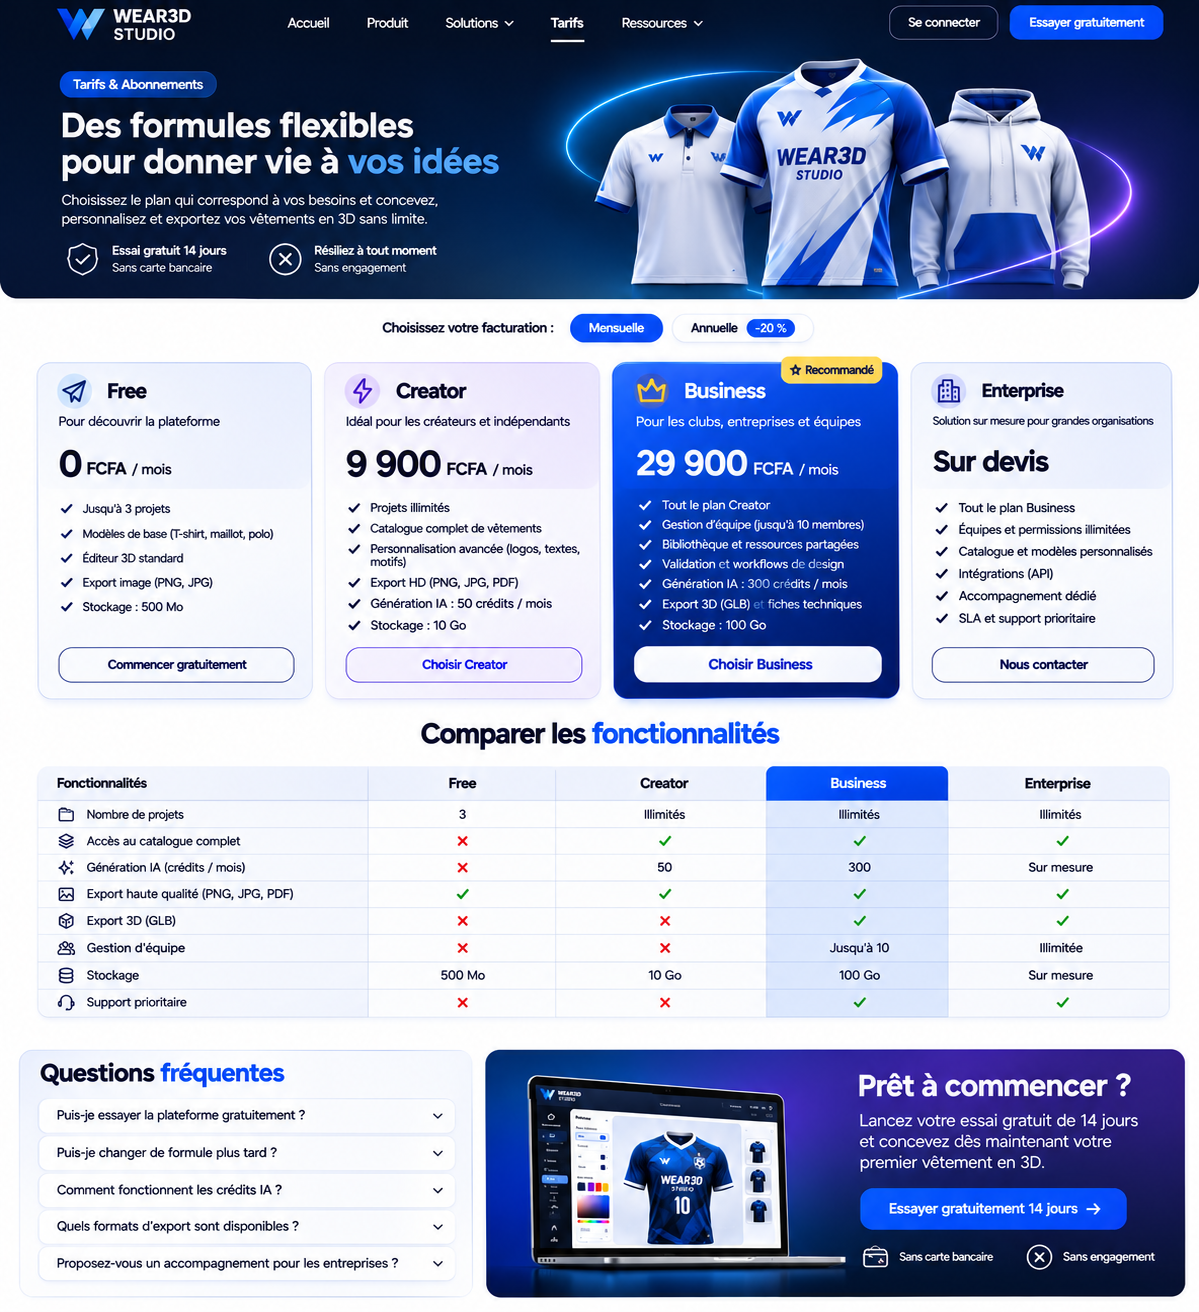 WEAR3D
STUDIO
Accueil
Produit
Solutions
Tarifs
Ressources
Se connecter
Essayer gratuitement
Tarifs & Abonnements
Des formules flexibles
pour donner vie à vos idées
Choisissez le plan qui correspond à vos besoins et concevez,
personnalisez et exportez vos vêtements en 3D sans limite.
Essai gratuit 14 jours
Sans carte bancaire
Résiliez à tout moment
Sans engagement
WEAR3D
STUDIO
Choisissez votre facturation :
Mensuelle
Annuelle
-20 %
Free
Pour découvrir la plateforme
0 FCFA / mois
Jusqu'à 3 projets
Modèles de base (T-shirt, maillot, polo)
Éditeur 3D standard
Export image (PNG, JPG)
Stockage : 500 Mo
Commencer gratuitement
Creator
Idéal pour les créateurs et indépendants
9 900 FCFA / mois
Projets illimités
Catalogue complet de vêtements
Personnalisation avancée (logos, textes,
motifs)
Export HD (PNG, JPG, PDF)
Génération IA : 50 crédits / mois
Stockage : 10 Go
Choisir Creator
Recommandé
Business
Pour les clubs, entreprises et équipes
29 900 FCFA / mois
Tout le plan Creator
Gestion d'équipe (jusqu'à 10 membres)
Bibliothèque et ressources partagées
Validation et workflows de design
Génération IA : 300 crédits / mois
Export 3D (GLB) et fiches techniques
Stockage : 100 Go
Choisir Business
Enterprise
Solution sur mesure pour grandes organisations
Sur devis
Tout le plan Business
Équipes et permissions illimitées
Catalogue et modèles personnalisés
Intégrations (API)
Accompagnement dédié
SLA et support prioritaire
Nous contacter
Comparer les fonctionnalités
Fonctionnalités Free Creator Business Enterprise
Nombre de projets 3 Illimités Illimités Illimités
Accès au catalogue complet
Génération IA (crédits / mois) 50 300 Sur mesure
Export haute qualité (PNG, JPG, PDF)
Export 3D (GLB)
Gestion d'équipe Jusqu'à 10 Illimitée
Stockage 500 Mo 10 Go 100 Go Sur mesure
Support prioritaire
Questions fréquentes
Puis-je essayer la plateforme gratuitement ?
Puis-je changer de formule plus tard ?
Comment fonctionnent les crédits IA ?
Quels formats d'export sont disponibles ?
Proposez-vous un accompagnement pour les entreprises ?
WEAR3D
WEAR3D
STUDIO
10
Prêt à commencer ?
Lancez votre essai gratuit de 14 jours
et concevez dès maintenant votre
premier vêtement en 3D.
Essayer gratuitement 14 jours
Sans carte bancaire
Sans engagement